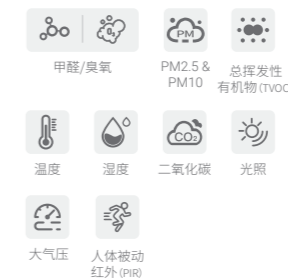 O₃
PM
甲醛/臭氧
PM2.5 &
PM10
总挥发性
有机物 (TVOC
CO₂
温度
湿度
二氧化碳
光照
大气压
人体被动
红外 (PIR)